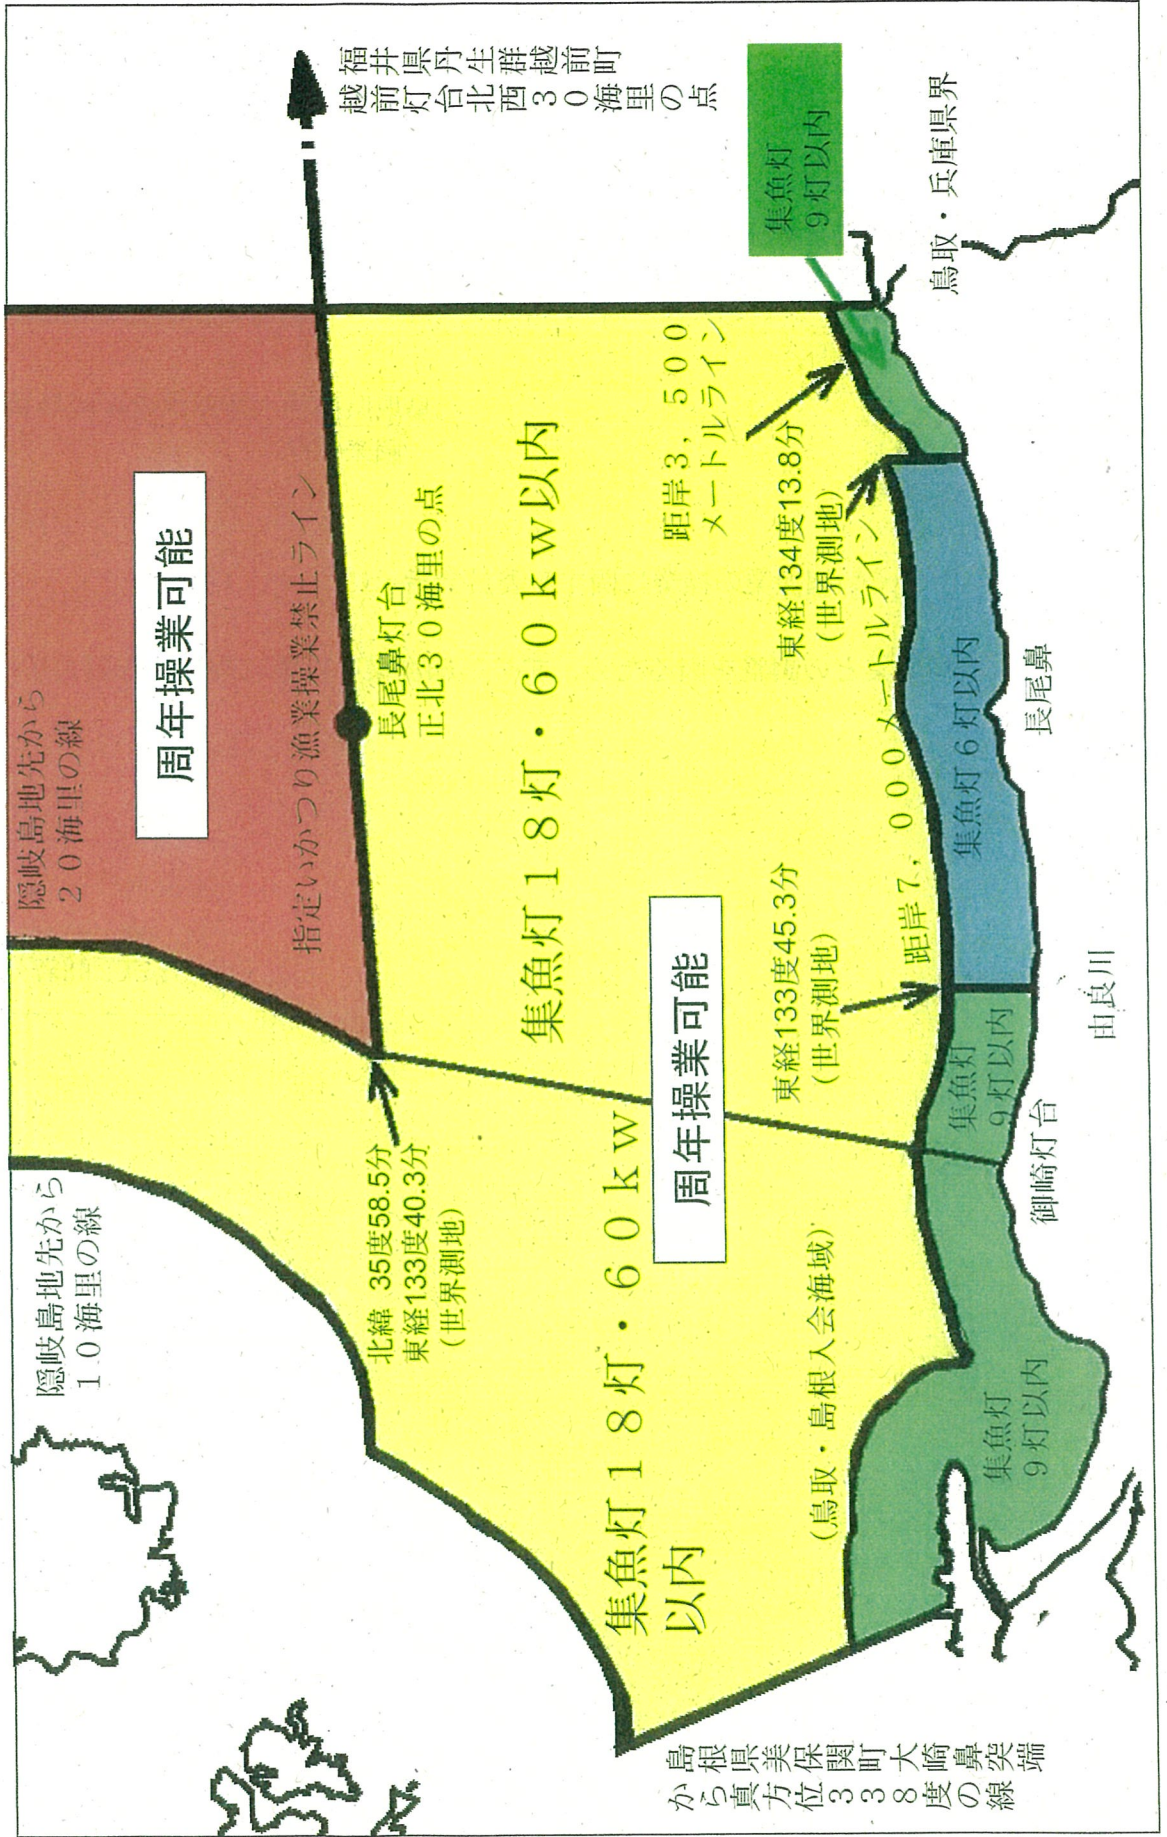 隠岐島地先から
１０海里の線
隠岐島地先から
２０海里の線
周年操業可能
指定いかつり漁業操業禁止ライン
福井県丹生群越前町
越前灯台北西３０海里の点
長尾鼻灯台
正北３０海里の点
北緯 35度58.5分
東経133度40.3分
（世界測地）
集魚灯１８灯・６０ｋｗ以内
集魚灯１８灯・６０ｋｗ
以内
周年操業可能
距岸３，５００
メートルライン
集魚灯
９灯以内
東経134度13.8分
（世界測地）
東経133度45.3分
（世界測地）
距岸７，０００メートルライン
（鳥取・島根入会海域）
島根県美保関町大崎鼻突端
から真方位３３８度の線
集魚灯
９灯以内
集魚灯
９灯以内
集魚灯６灯以内
鳥取・兵庫県界
御崎灯台
由良川
長尾鼻